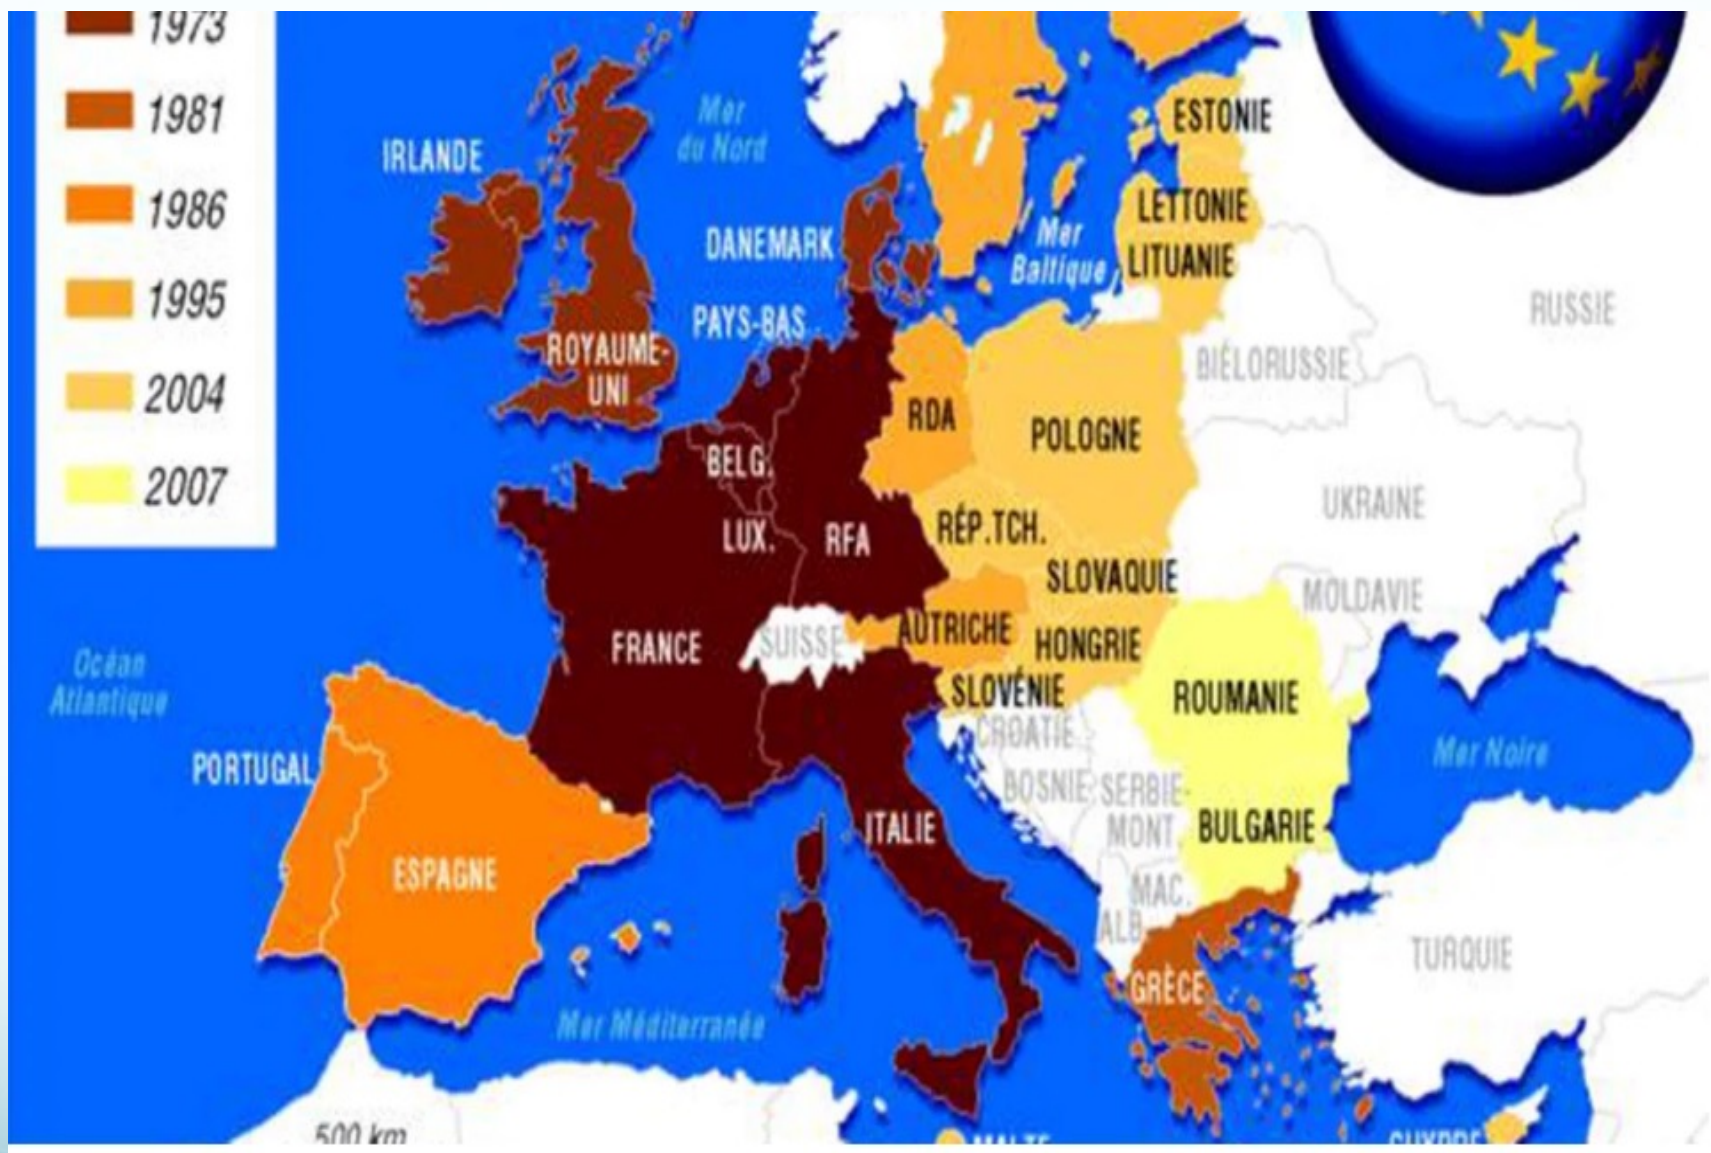 1973
1981
1986
1995
2004
2007
IRLANDE
Mer
du Nord
ESTONIE
LETTONIE
LITUANIE
DANEMARK
Mer
Baltique
PAYS-BAS
ROYAUME-
UNI
RUSSIE
BIÉLORUSSIE
RDA
POLOGNE
BELG.
LUX.
RFA
RÉP.TCH.
UKRAINE
SLOVAQUIE
MOLDAVIE
FRANCE
SUISSE
AUTRICHE
HONGRIE
SLOVÉNIE
ROUMANIE
Océan
Atlantique
CROATIE
Mer Noire
PORTUGAL
BOSNIE
SERBIE-
MONT.
BULGARIE
ITALIE
ESPAGNE
MAC.
ALB.
GRÈCE
TURQUIE
Mer Méditerranée
500 km
MALTE
CHYPRE